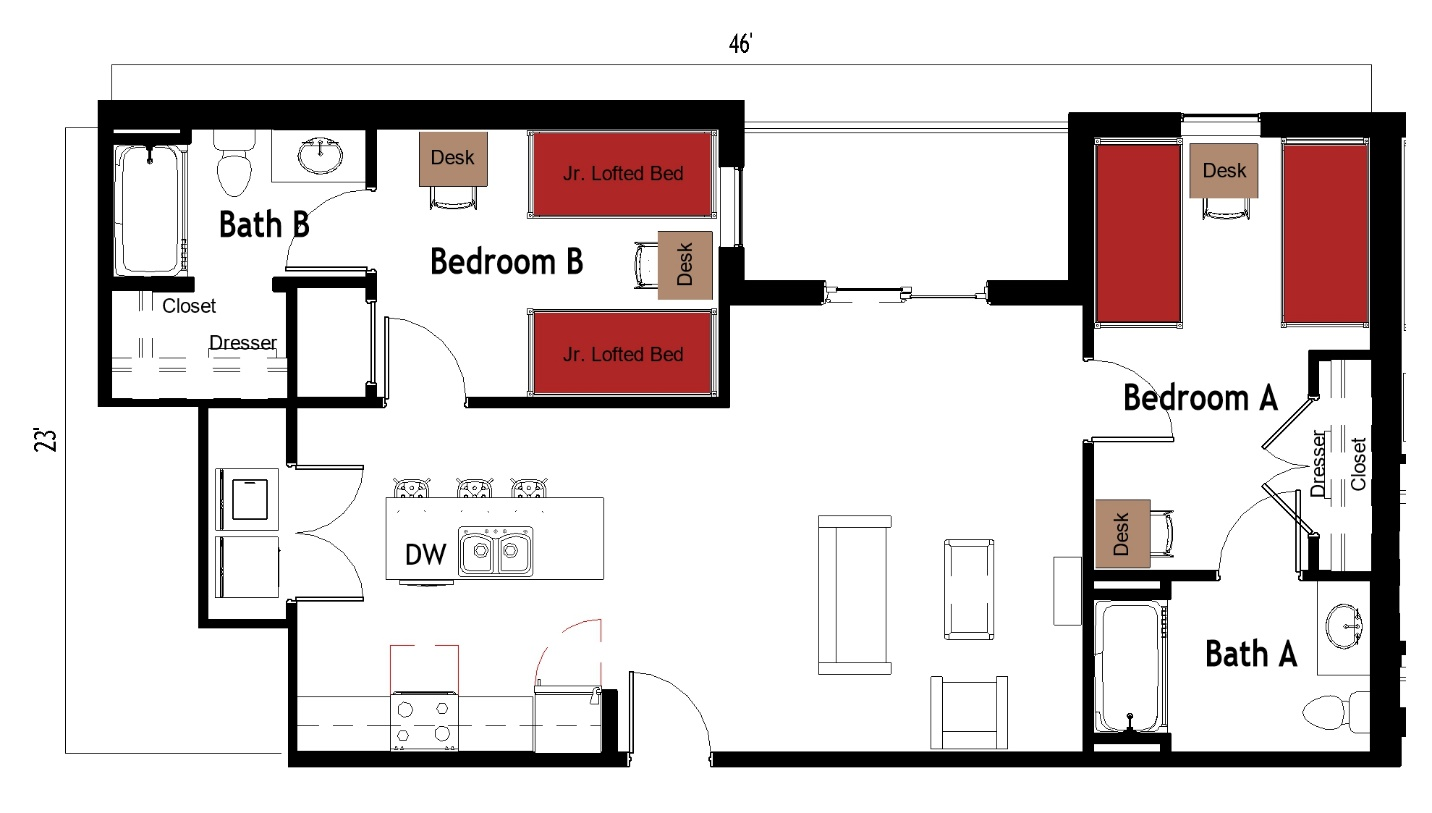 46'
23'
Desk
Jr. Lofted Bed
Desk
Bath B
Bedroom B
Desk
Closet
Dresser
Jr. Lofted Bed
Bedroom A
Dresser
Closet
Desk
DW
Bath A